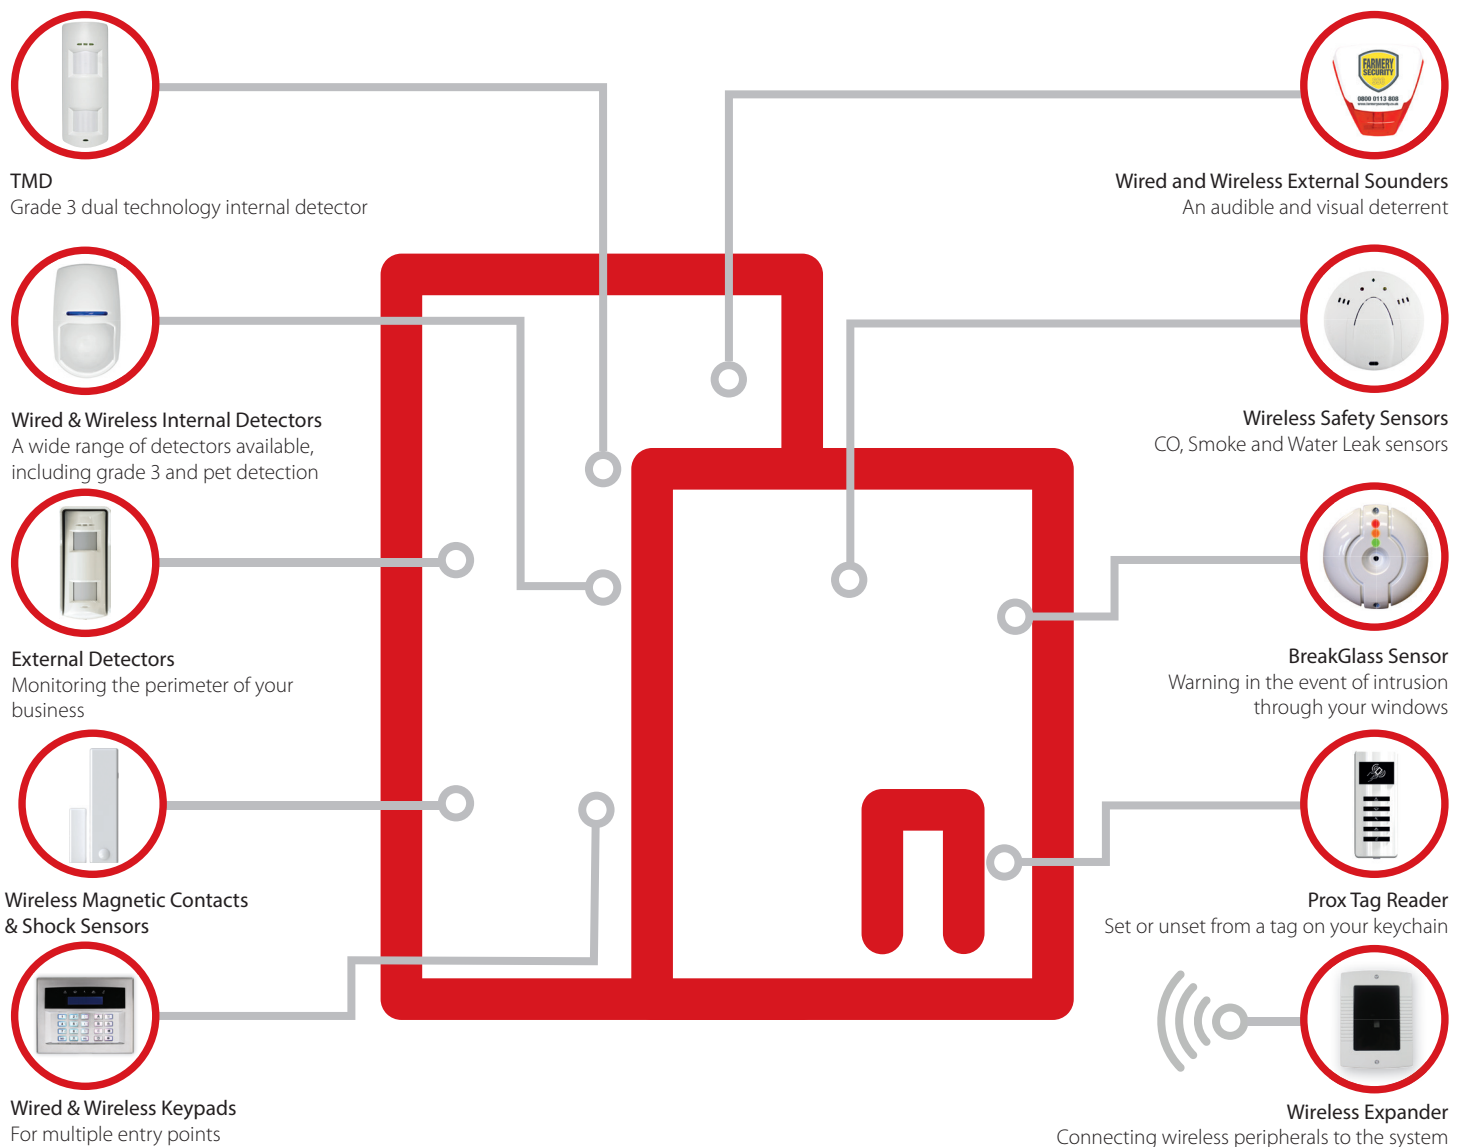 TMD
Grade 3 dual technology internal detector
Wired & Wireless Internal Detectors
A wide range of detectors available,
including grade 3 and pet detection
External Detectors
Monitoring the perimeter of your
business
Wireless Magnetic Contacts
& Shock Sensors
Wired & Wireless Keypads
For multiple entry points
FARMERY
SECURITY
0800 0113 808
www.farmerysecurity.co.uk
Wired and Wireless External Sounders
An audible and visual deterrent
Wireless Safety Sensors
CO, Smoke and Water Leak sensors
BreakGlass Sensor
Warning in the event of intrusion
through your windows
Prox Tag Reader
Set or unset from a tag on your keychain
Wireless Expander
Connecting wireless peripherals to the system